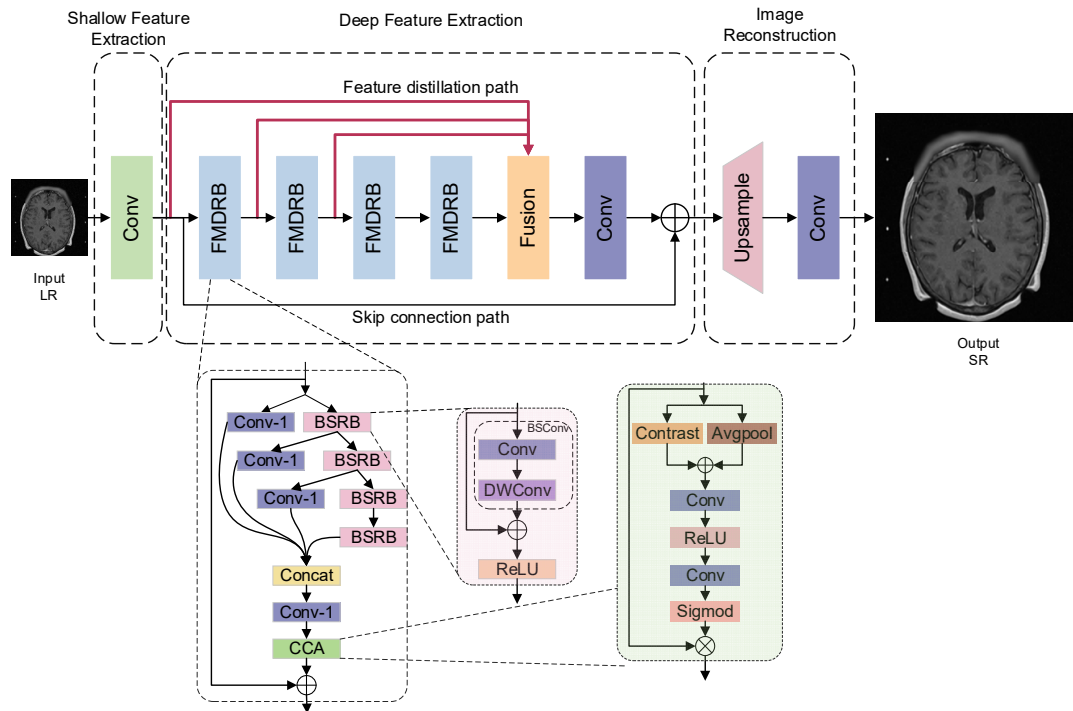 Shallow Feature
Extraction
Deep Feature Extraction
Image
Reconstruction
Feature distillation path
Input
LR
Conv
FMDRB
FMDRB
FMDRB
FMDRB
Fusion
Conv
Upsample
Conv
Output
SR
Skip connection path
Conv-1
BSRB
Conv-1
BSRB
Conv-1
BSRB
BSRB
Concat
Conv-1
CCA
BSConv
Conv
DWConv
ReLU
Contrast
Avgpool
Conv
ReLU
Conv
Sigmod